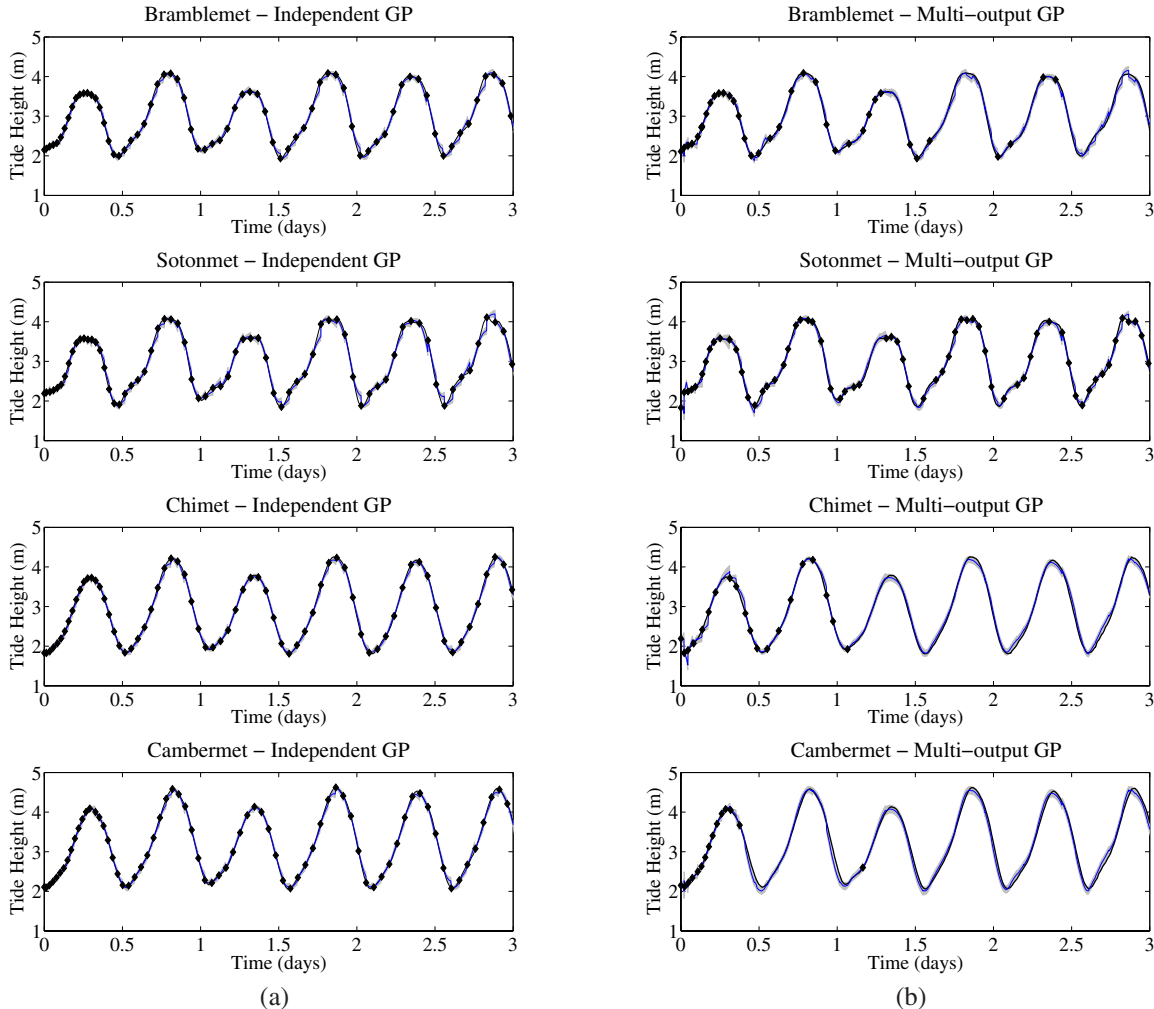 Bramblemet – Independent GP
5
4
3
2
1
Tide Height (m)
0 0.5 1 1.5 2 2.5 3
Time (days)
Sotonmet – Independent GP
5
4
3
2
1
Tide Height (m)
0 0.5 1 1.5 2 2.5 3
Time (days)
Chimet – Independent GP
5
4
3
2
1
Tide Height (m)
0 0.5 1 1.5 2 2.5 3
Time (days)
Cambermet – Independent GP
5
4
3
2
1
Tide Height (m)
0 0.5 1 1.5 2 2.5 3
Time (days)
(a)
Bramblemet – Multi−output GP
5
4
3
2
1
Tide Height (m)
0 0.5 1 1.5 2 2.5 3
Time (days)
Sotonmet – Multi−output GP
5
4
3
2
1
Tide Height (m)
0 0.5 1 1.5 2 2.5 3
Time (days)
Chimet – Multi−output GP
5
4
3
2
1
Tide Height (m)
0 0.5 1 1.5 2 2.5 3
Time (days)
Cambermet – Multi−output GP
5
4
3
2
1
Tide Height (m)
0 0.5 1 1.5 2 2.5 3
Time (days)
(b)